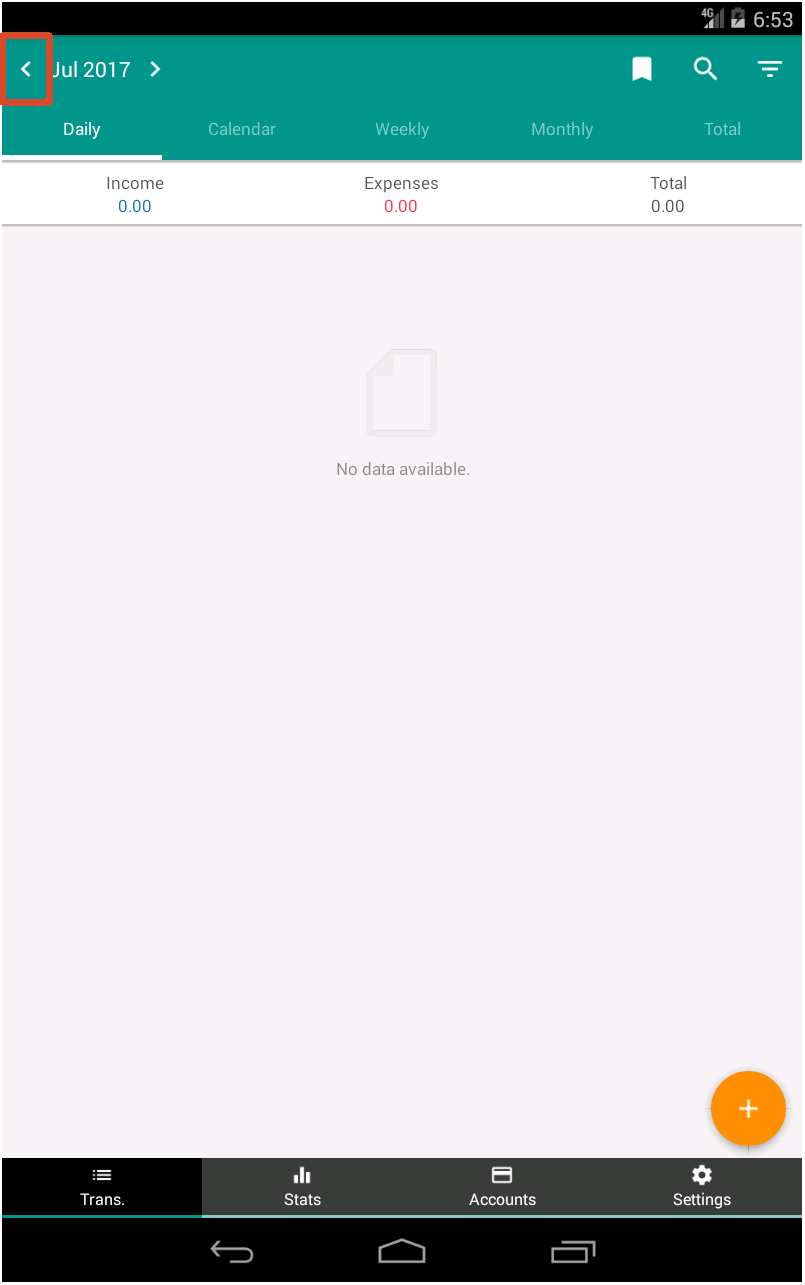 4G 6:53
Jul 2017
Daily Calendar Weekly Monthly Total
Income Expenses Total
0.00 0.00 0.00
No data available.
Trans. Stats Accounts Settings